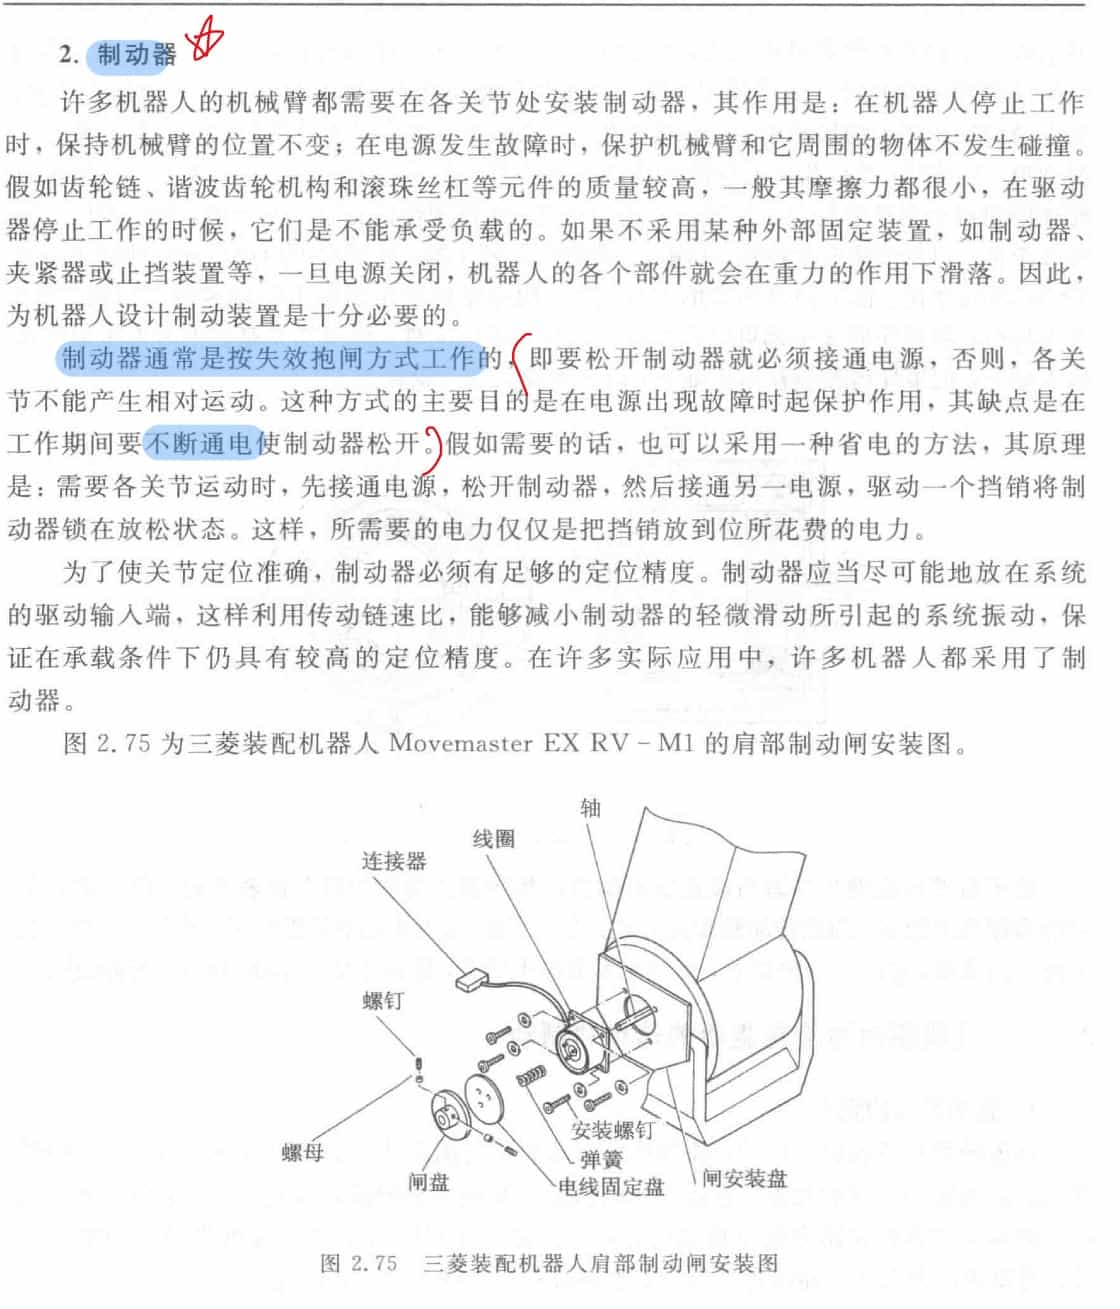 2. 制动器
许多机器人的机械臂都需要在各关节处安装制动器，其作用是：在机器人停止工作
时，保持机械臂的位置不变；在电源发生故障时，保护机械臂和它周围的物体不发生碰撞。
假如齿轮链、谐波齿轮机构和滚珠丝杠等元件的质量较高，一般其摩擦力都很小，在驱动
器停止工作的时候，它们是不能承受负载的。如果不采用某种外部固定装置，如制动器、
夹紧器或止挡装置等，一旦电源关闭，机器人的各个部件就会在重力的作用下滑落。因此，
为机器人设计制动装置是十分必要的。
制动器通常是按失效抱闸方式工作的，即要松开制动器就必须接通电源，否则，各关
节不能产生相对运动。这种方式的主要目的是在电源出现故障时起保护作用，其缺点是在
工作期间要不断通电使制动器松开。假如需要的话，也可以采用一种省电的方法，其原理
是：需要各关节运动时，先接通电源，松开制动器，然后接通另一电源，驱动一个挡销将制
动器锁在放松状态。这样，所需要的电力仅仅是把挡销放到位所花费的电力。
为了使关节定位准确，制动器必须有足够的定位精度。制动器应当尽可能地放在系统
的驱动输入端，这样利用传动链速比，能够减小制动器的轻微滑动所引起的系统振动，保
证在承载条件下仍具有较高的定位精度。在许多实际应用中，许多机器人都采用了制
动器。
图 2.75 为三菱装配机器人 Movemaster EX RV－M1 的肩部制动闸安装图。
轴
线圈
连接器
螺钉
安装螺钉
螺母
弹簧
闸盘
电线固定盘
闸安装盘
图 2.75 三菱装配机器人肩部制动闸安装图